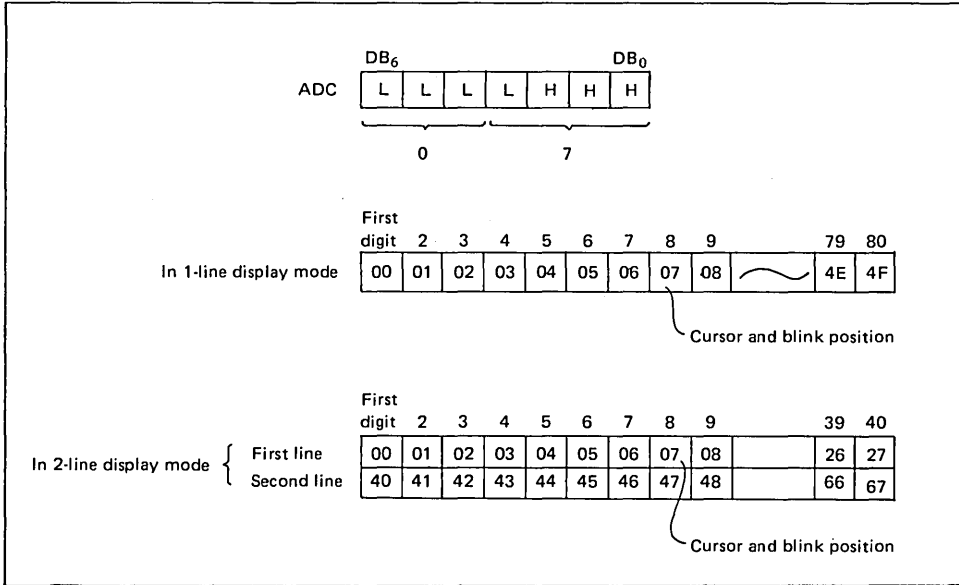 DB6 DB0
ADC L L L L H H H
0 7
First
digit 2 3 4 5 6 7 8 9 79 80
In 1-line display mode 00 01 02 03 04 05 06 07 08 4E 4F
Cursor and blink position
First
digit 2 3 4 5 6 7 8 9 39 40
In 2-line display mode { First line 00 01 02 03 04 05 06 07 08 26 27
Second line 40 41 42 43 44 45 46 47 48 66 67
Cursor and blink position